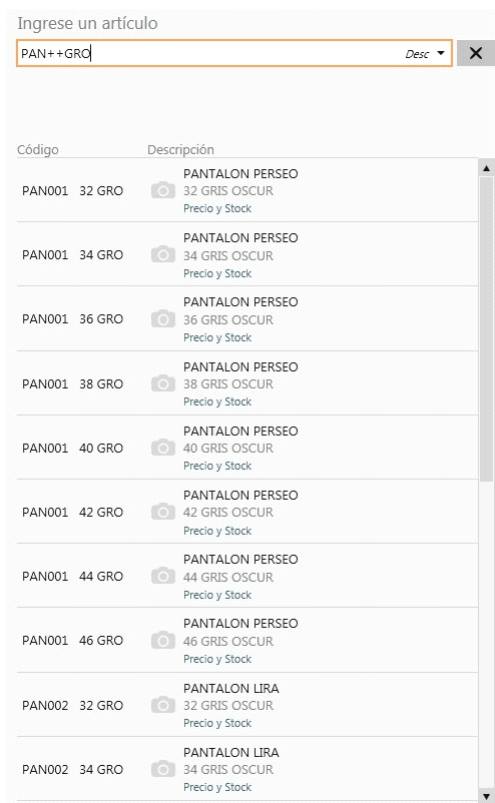 Ingrese un artículo
PAN++GRO Desc
Código Descripción
PANTALON PERSEO
PAN001 32 GRO 32 GRIS OSCUR
Precio y Stock
PANTALON PERSEO
PAN001 34 GRO 34 GRIS OSCUR
Precio y Stock
PANTALON PERSEO
PAN001 36 GRO 36 GRIS OSCUR
Precio y Stock
PANTALON PERSEO
PAN001 38 GRO 38 GRIS OSCUR
Precio y Stock
PANTALON PERSEO
PAN001 40 GRO 40 GRIS OSCUR
Precio y Stock
PANTALON PERSEO
PAN001 42 GRO 42 GRIS OSCUR
Precio y Stock
PANTALON PERSEO
PAN001 44 GRO 44 GRIS OSCUR
Precio y Stock
PANTALON PERSEO
PAN001 46 GRO 46 GRIS OSCUR
Precio y Stock
PANTALON LIRA
PAN002 32 GRO 32 GRIS OSCUR
Precio y Stock
PANTALON LIRA
PAN002 34 GRO 34 GRIS OSCUR
Precio y Stock